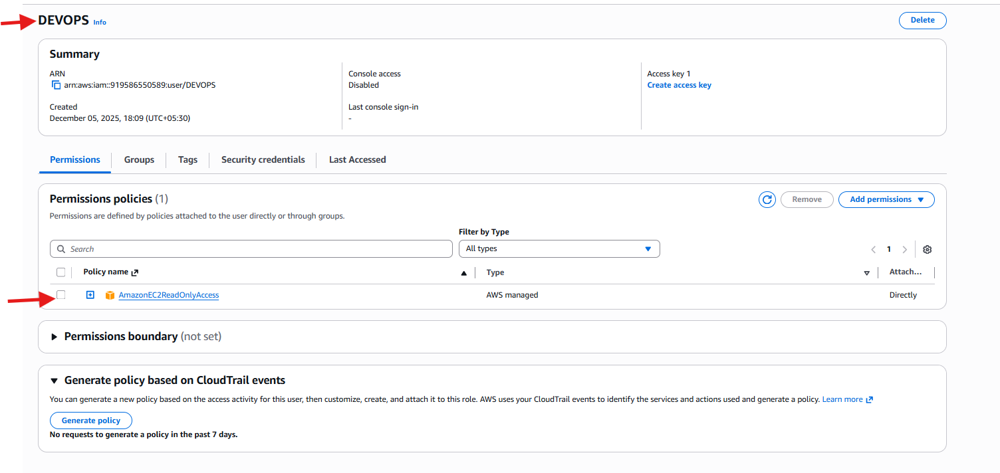 DEVOPS Info
Delete
Summary
ARN
arn:aws:iam::919586550589:user/DEVOPS
Created
December 05, 2025, 18:09 (UTC+05:30)
Console access
Disabled
Last console sign-in
-
Access key 1
Create access key
Permissions
Groups
Tags
Security credentials
Last Accessed
Permissions policies (1)
Remove
Add permissions
Permissions are defined by policies attached to the user directly or through groups.
Filter by Type
Search
All types
1
Policy name
Type
Attach...
AmazonEC2ReadOnlyAccess
AWS managed
Directly
Permissions boundary (not set)
Generate policy based on CloudTrail events
You can generate a new policy based on the access activity for this user, then customize, create, and attach it to this role. AWS uses your CloudTrail events to identify the services and actions used and generate a policy. Learn more
Generate policy
No requests to generate a policy in the past 7 days.